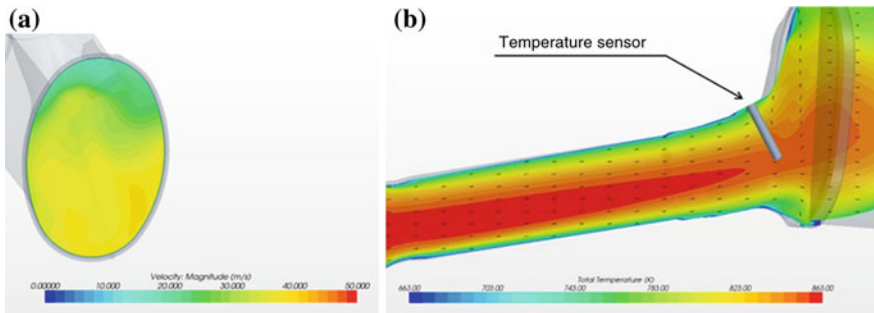 (a)
(b)
Temperature sensor
Velocity: Magnitude (m/s)
0.00000 10.000 20.000 30.000 40.000 50.000
Total Temperature (K)
663.00 703.00 743.00 783.00 823.00 863.00